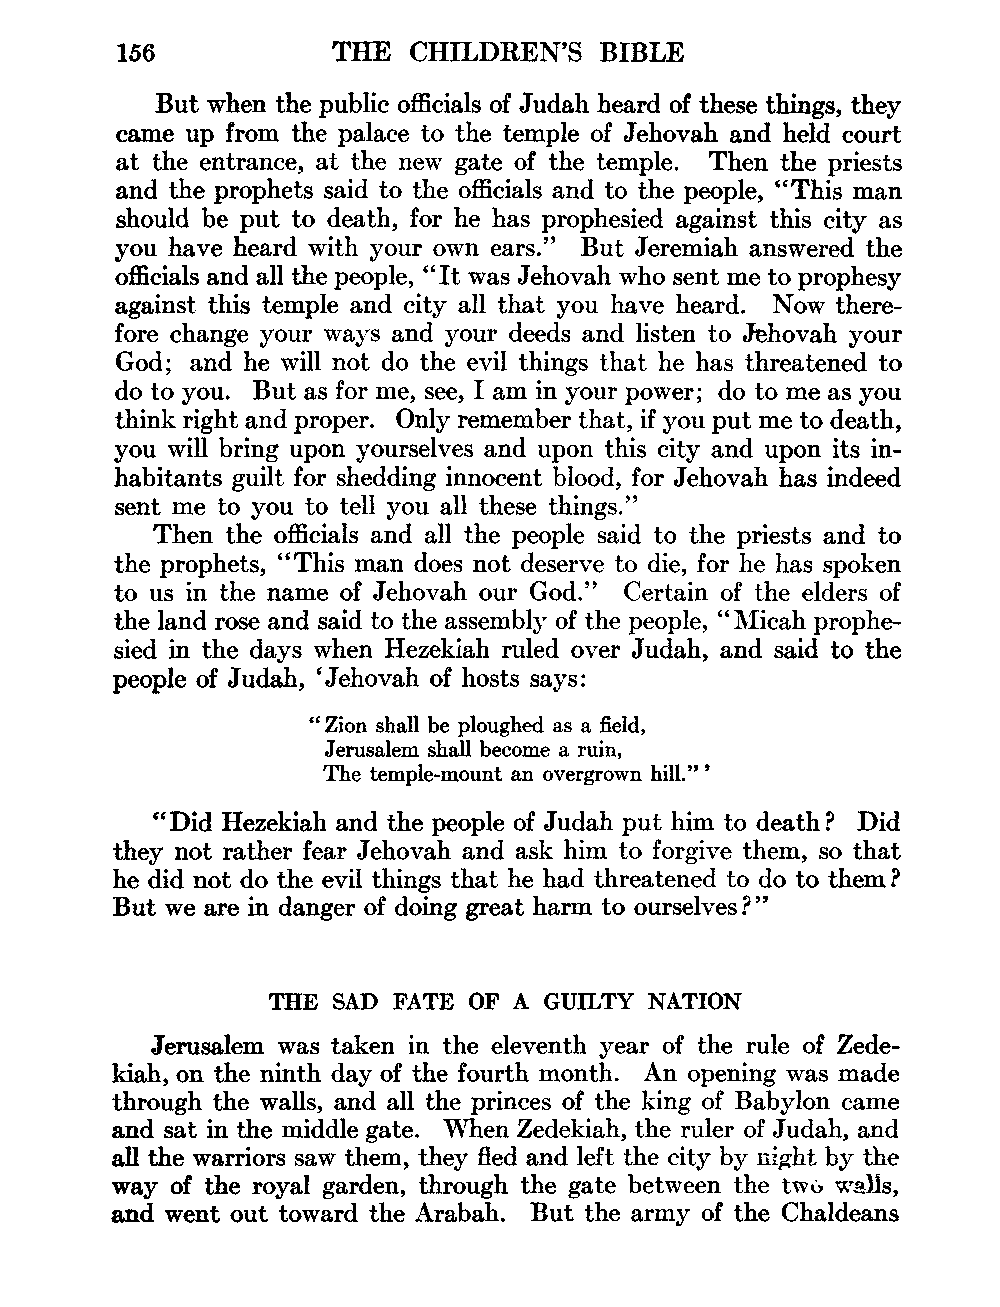 156 THE CHILDREN'S BIBLE
But when the public officials of Judah heard of these things, they
came up from the palace to the temple of Jehovah and held court
at the entrance, at the new gate of the temple. Then the priests
and the prophets said to the officials and to the people, "This man
should be put to death, for he has prophesied against this city as
you have heard with your own ears." But Jeremiah answered the
officials and all the people, "It was Jehovah who sent me to prophesy
against this temple and city all that you have heard. Now there-
fore change your ways and your deeds and listen to Jehovah your
God; and he will not do the evil things that he has threatened to
do to you. But as for me, see, I am in your power; do to me as you
think right and proper. Only remember that, if you put me to death,
you will bring upon yourselves and upon this city and upon its in-
habitants guilt for shedding innocent blood, for Jehovah has indeed
sent me to you to tell you all these things."
Then the officials and all the people said to the priests and to
the prophets, "This man does not deserve to die, for he has spoken
to us in the name of Jehovah our God." Certain of the elders of
the land rose and said to the assembly of the people, "Micah prophe-
sied in the days when Hezekiah ruled over Judah, and said to the
people of Judah, 'Jehovah of hosts says:
"Zion shall be ploughed as a field,
Jerusalem shall become a ruin,
The temple-mount an overgrown hill."'
"Did Hezekiah and the people of Judah put him to death? Did
they not rather fear Jehovah and ask him to forgive them, so that
he did not do the evil things that he had threatened to do to them?
But we are in danger of doing great harm to ourselves?"
THE SAD FATE OF A GUILTY NATION
Jerusalem was taken in the eleventh year of the rule of Zede-
kiah, on the ninth day of the fourth month. An opening was made
through the walls, and all the princes of the king of Babylon came
and sat in the middle gate. When Zedekiah, the ruler of Judah, and
all the warriors saw them, they fled and left the city by night by the
way of the royal garden, through the gate between the two walls,
and went out toward the Arabah. But the army of the Chaldeans